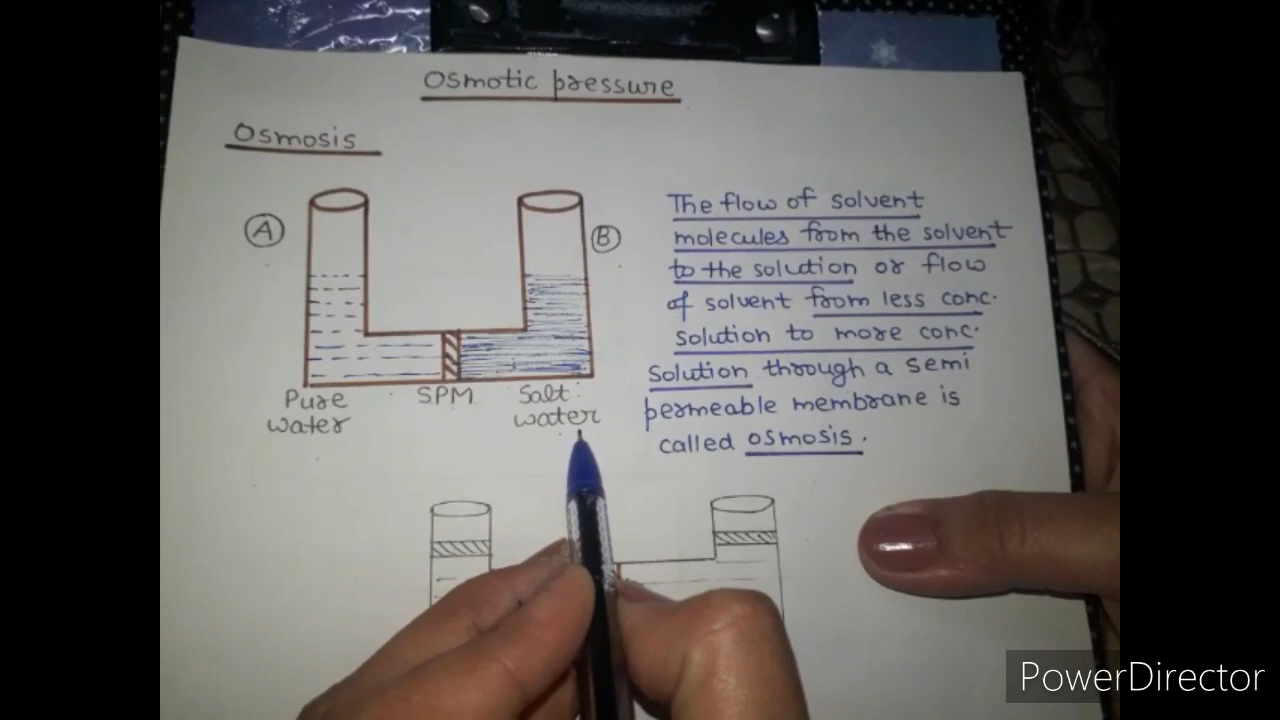 Osmotic pressure
Osmosis
A
B
Pure
water
SPM
Salt
water
The flow of solvent
molecules from the solvent
to the solution or flow
of solvent from less conc.
solution to more conc.
solution through a semi
permeable membrane is
called osmosis.
PowerDirector